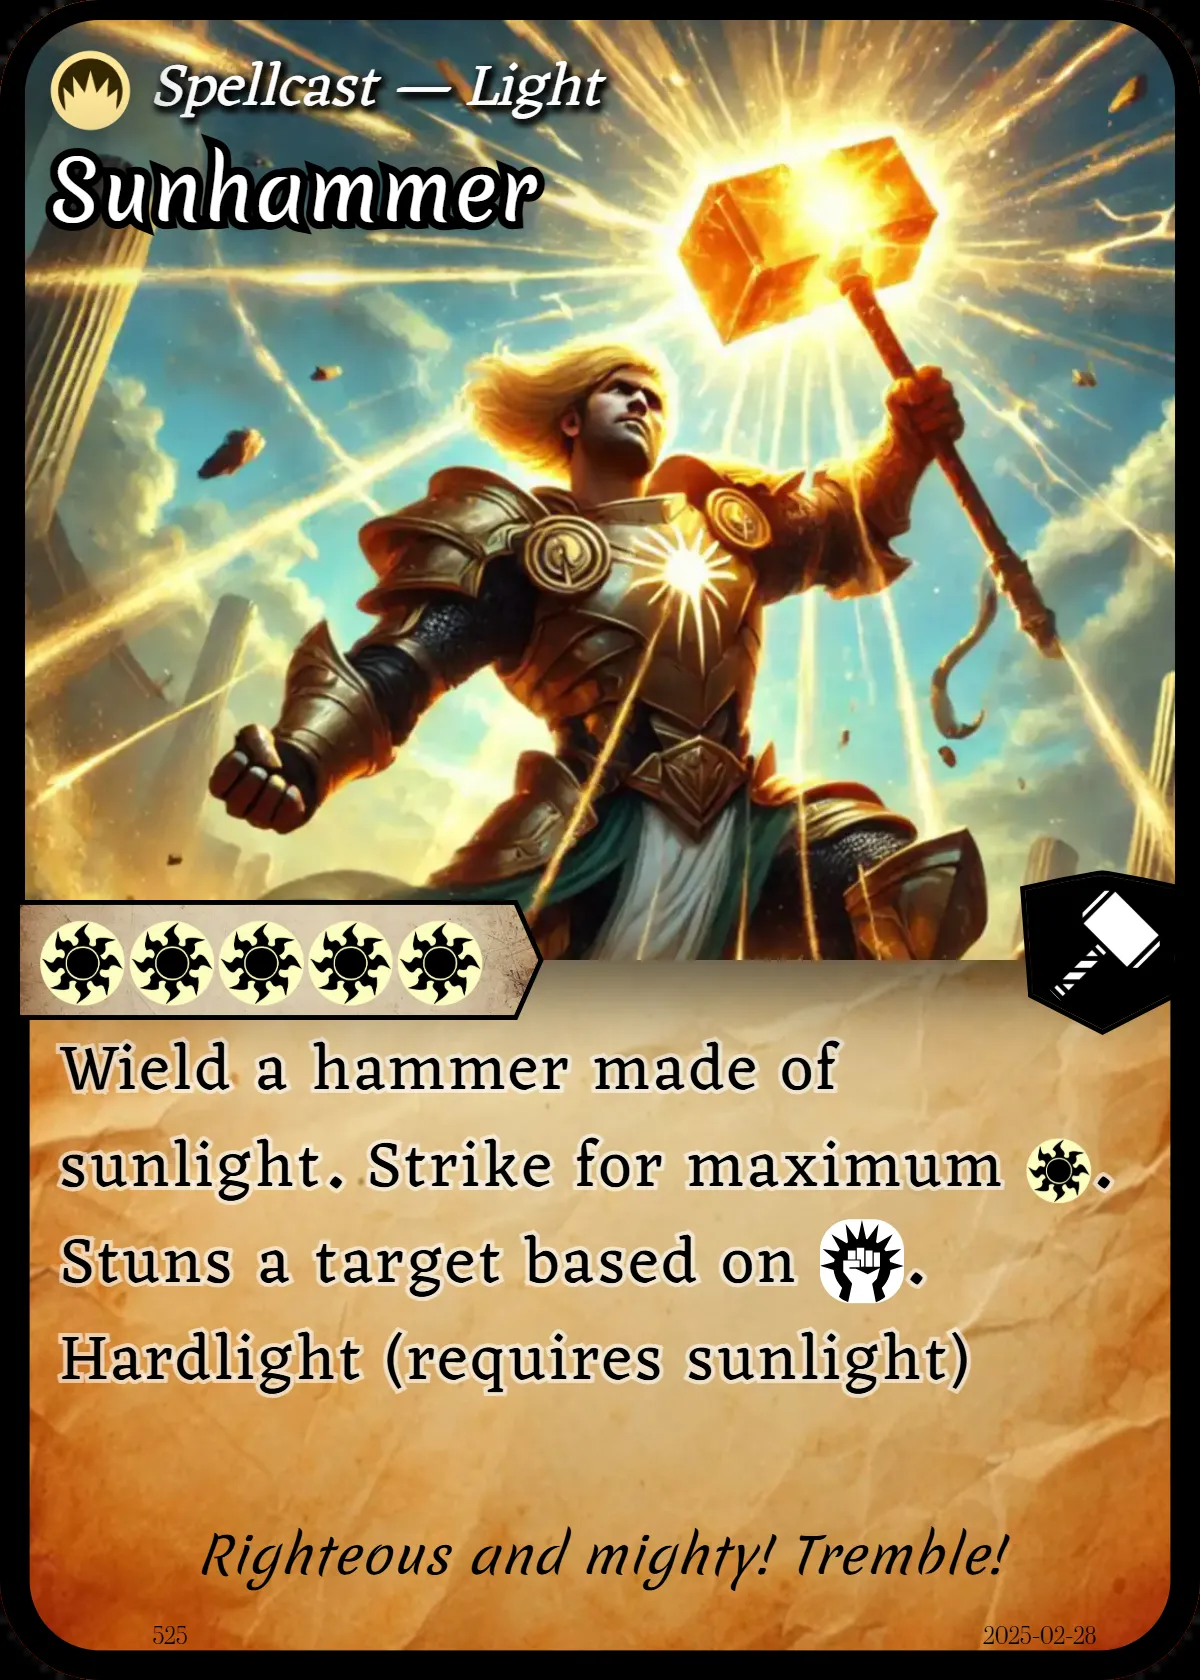 Spellcast — Light
Sunhammer
Wield a hammer made of
sunlight. Strike for maximum .
Stuns a target based on .
Hardlight (requires sunlight)
Righteous and mighty! Tremble!
525
2025-02-28